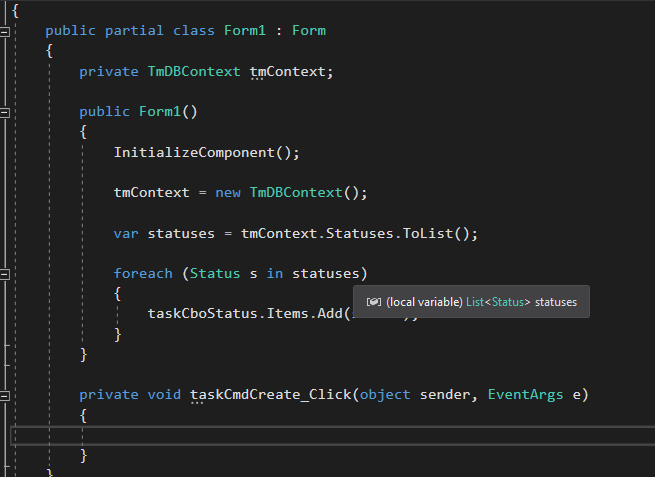 {
public partial class Form1 : Form
{
private TmDBContext tmContext;
public Form1()
{
InitializeComponent();
tmContext = new TmDBContext();
var statuses = tmContext.Statuses.ToList();
foreach (Status s in statuses)
{
(local variable) List<Status> statuses
taskCboStatus.Items.Add(
}
}
private void taskCmdCreate_Click(object sender, EventArgs e)
{
}
}